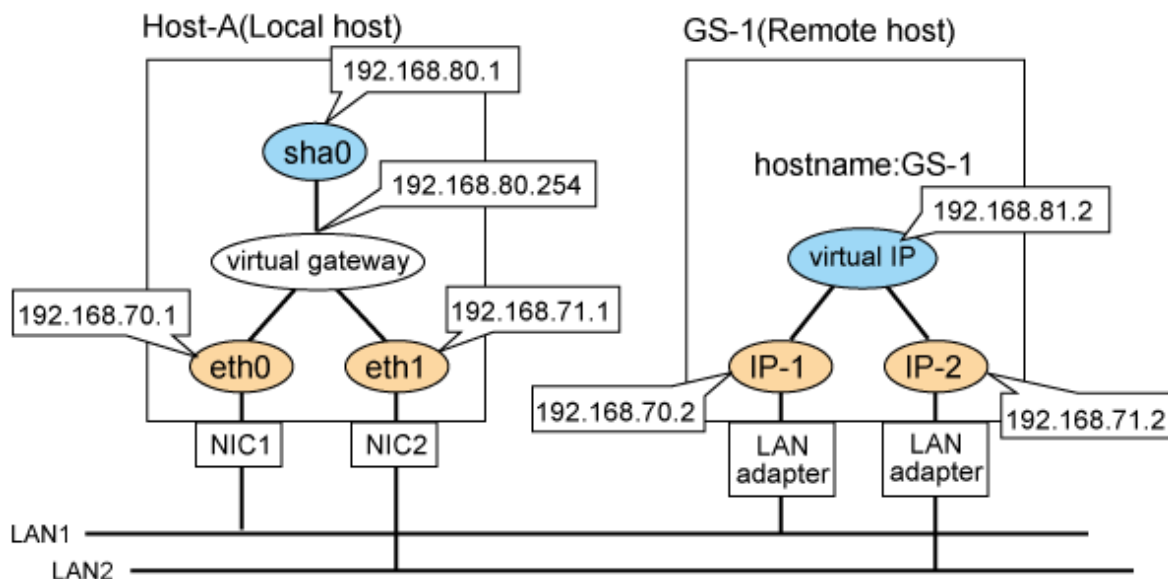 Host-A(Local host)
GS-1(Remote host)
192.168.80.1
sha0
192.168.80.254
virtual gateway
192.168.70.1
192.168.71.1
eth0
eth1
NIC1
NIC2
hostname:GS-1
192.168.81.2
virtual IP
IP-1
IP-2
192.168.70.2
192.168.71.2
LAN
adapter
LAN
adapter
LAN1
LAN2